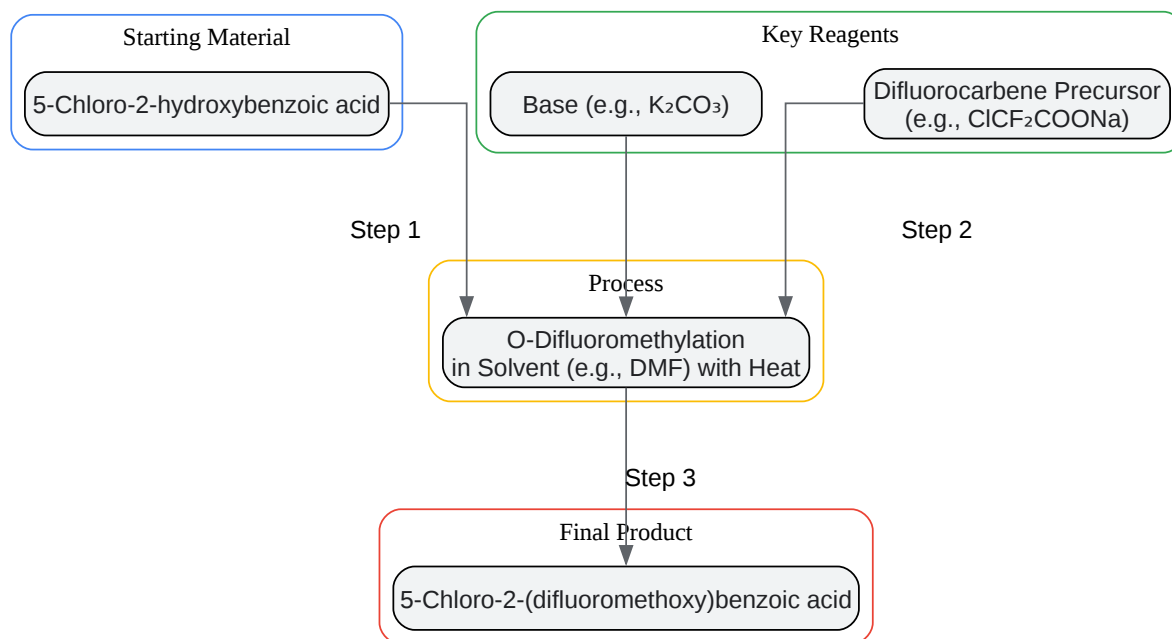 Starting Material
Key Reagents
5-Chloro-2-hydroxybenzoic acid
Base (e.g., K₂CO₃)
Difluorocarbene Precursor
(e.g., ClCF₂COONa)
Step 1
Step 2
Process
O-Difluoromethylation
in Solvent (e.g., DMF) with Heat
Step 3
Final Product
5-Chloro-2-(difluoromethoxy)benzoic acid